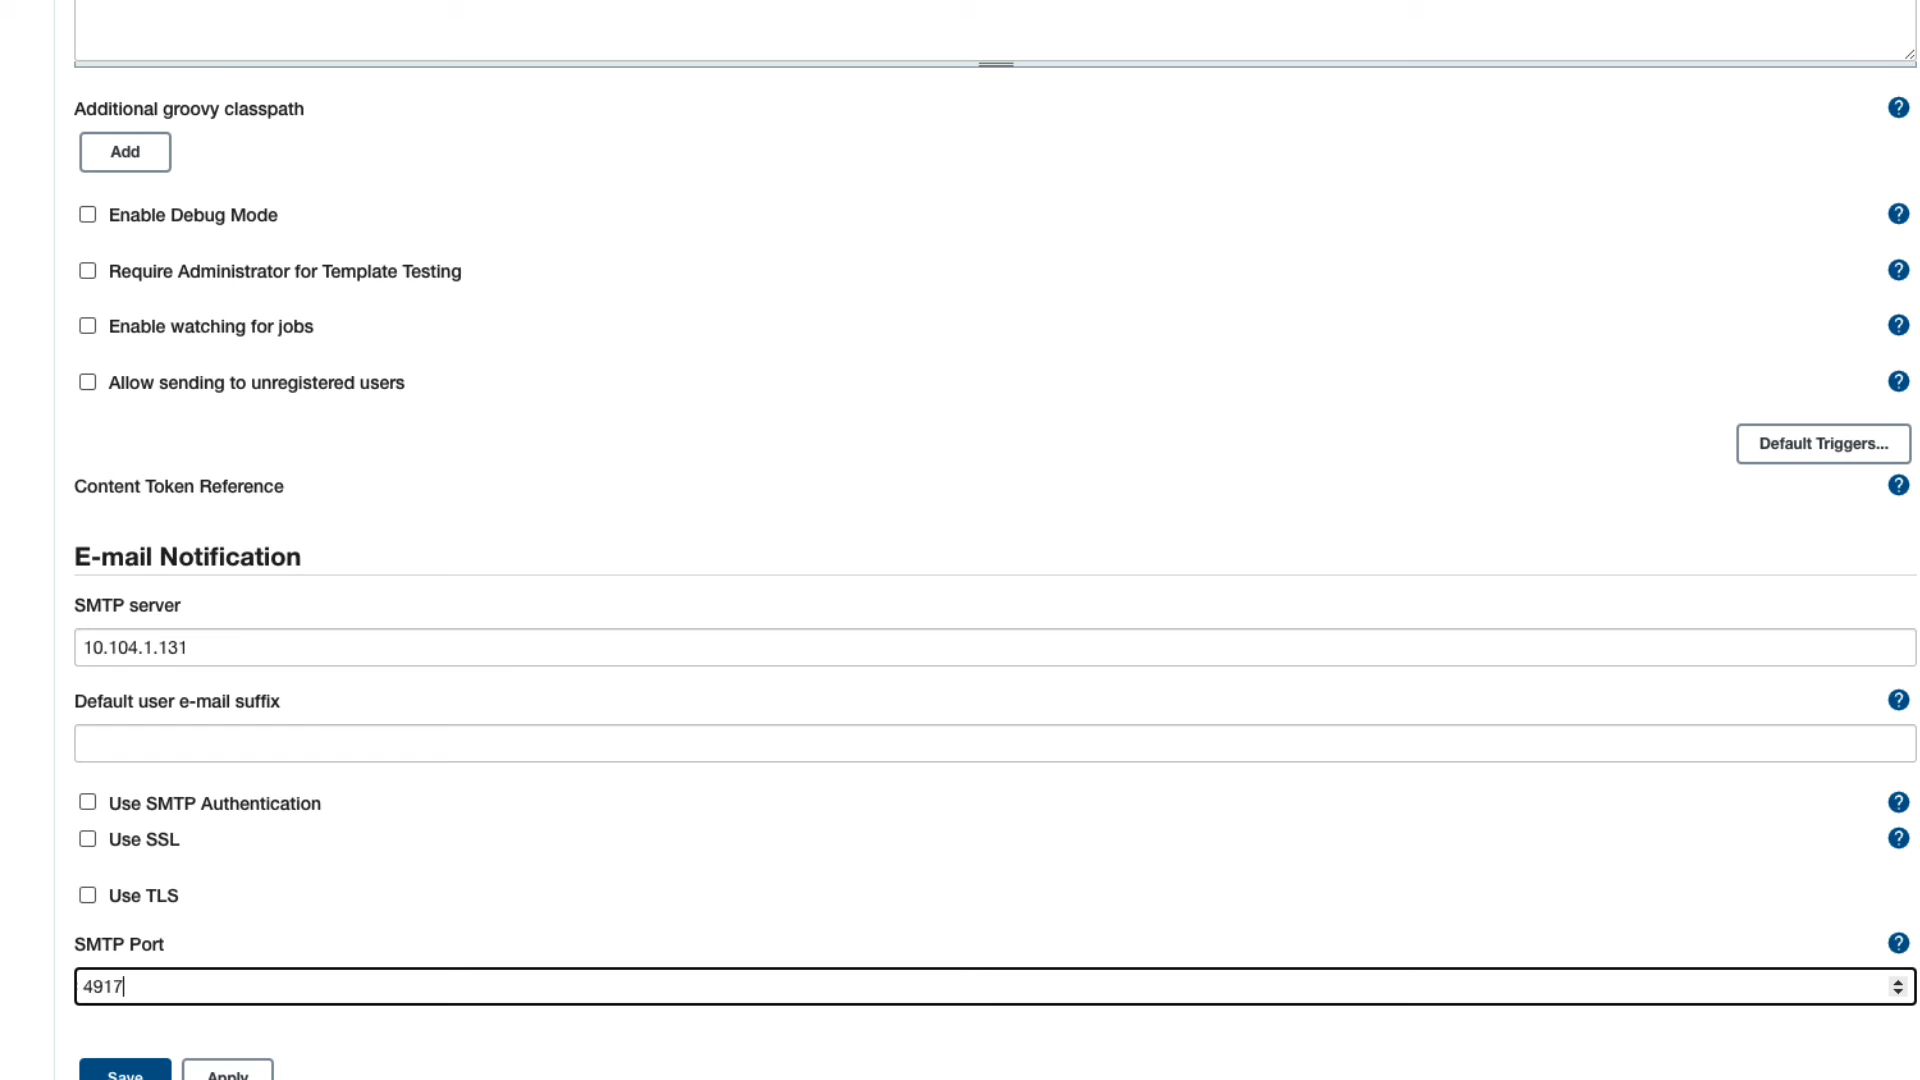 Additional groovy classpath
?
Add
Enable Debug Mode
?
Require Administrator for Template Testing
?
Enable watching for jobs
?
Allow sending to unregistered users
?
Default Triggers...
Content Token Reference
?
E-mail Notification
SMTP server
10.104.1.131
Default user e-mail suffix
?
Use SMTP Authentication
?
Use SSL
?
Use TLS
SMTP Port
?
4917
Save
Apply